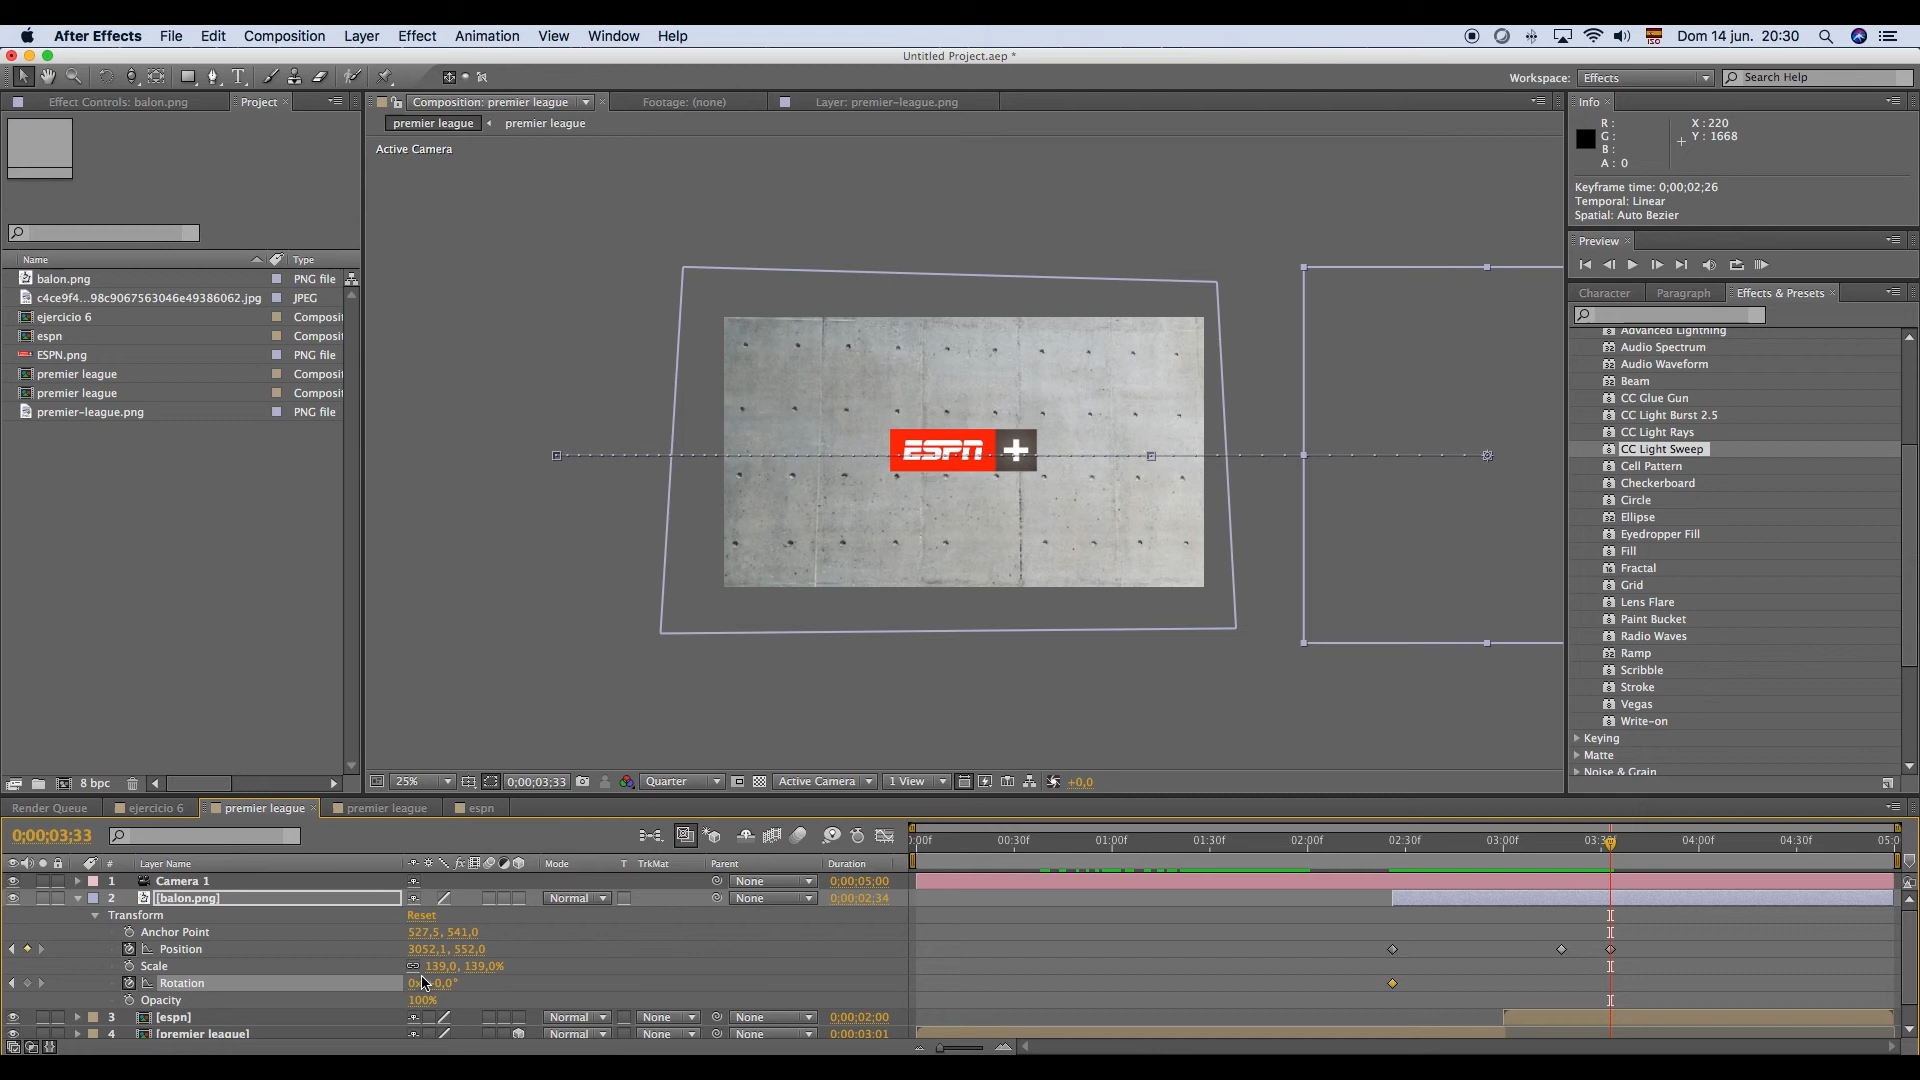 After Effects File Edit Composition Layer Effect Animation View Window Help ISO Dom 14 jun. 20:30
Untitled Project.aep *
T Workspace: Effects Search Help
Effect Controls: balon.png Project Composition: premier league Footage: (none) Layer: premier-league.png Info
premier league premier league
Active Camera
R :
G :
B :
A : 0
X : 220
Y : 1668
Keyframe time: 0;00;02;26
Temporal: Linear
Spatial: Auto Bezier
Preview
Character Paragraph Effects & Presets
Name Type
balon.png PNG file
c4ce9f4...98c9067563046e49386062.jpg JPEG
ejercicio 6 Composit
espn Composit
ESPN.png PNG file
premier league Composit
premier league Composit
premier-league.png PNG file
ESPN +
Advanced Lightning
Audio Spectrum
Audio Waveform
Beam
CC Glue Gun
CC Light Burst 2.5
CC Light Rays
CC Light Sweep
Cell Pattern
Checkerboard
Circle
Ellipse
Eyedropper Fill
Fill
Fractal
Grid
Lens Flare
Paint Bucket
Radio Waves
Ramp
Scribble
Stroke
Vegas
Write-on
Keying
Matte
Noise & Grain
8 bpc 25% 0;00;03;33 Quarter Active Camera 1 View +0,0
Render Queue ejercicio 6 premier league premier league espn
0;00;03;33 00f 00:30f 01:00f 01:30f 02:00f 02:30f 03:00f 03:3 04:00f 04:30f 05:0
# Layer Name fx Mode T TrkMat Parent Duration
1 Camera 1 None 0;00;05;00
2 [balon.png] Normal None 0;00;02;34
Transform Reset
Anchor Point 527,5, 541,0
Position 3052,1, 552,0
Scale 139,0, 139,0%
Rotation 0x 0,0°
Opacity 100%
3 [espn] Normal None None 0;00;02;00
4 [premier league] Normal None None 0;00;03;01